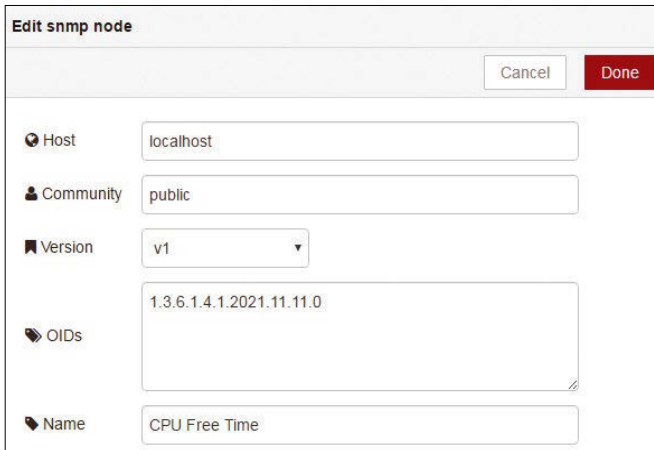 Edit snmp node
Cancel Done
Host localhost
Community public
Version v1
OIDs 1.3.6.1.4.1.2021.11.11.0
Name CPU Free Time